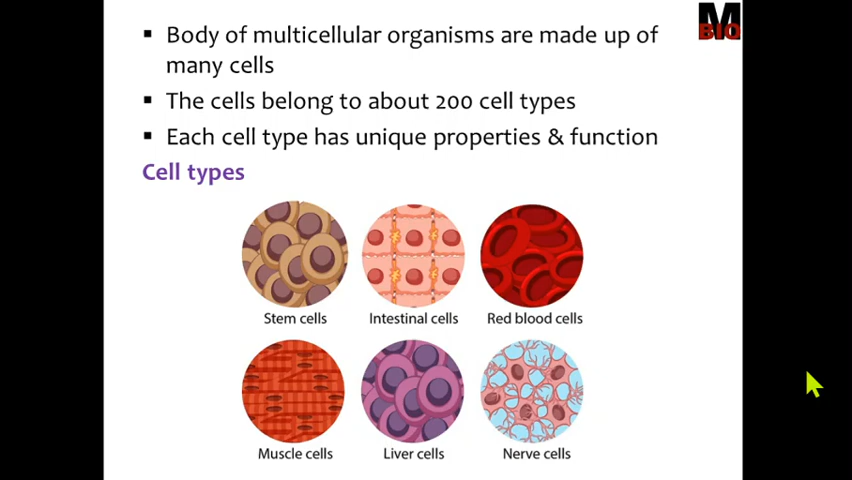 M
BIO
▪ Body of multicellular organisms are made up of
many cells
▪ The cells belong to about 200 cell types
▪ Each cell type has unique properties & function
Cell types
Stem cells
Intestinal cells
Red blood cells
Muscle cells
Liver cells
Nerve cells